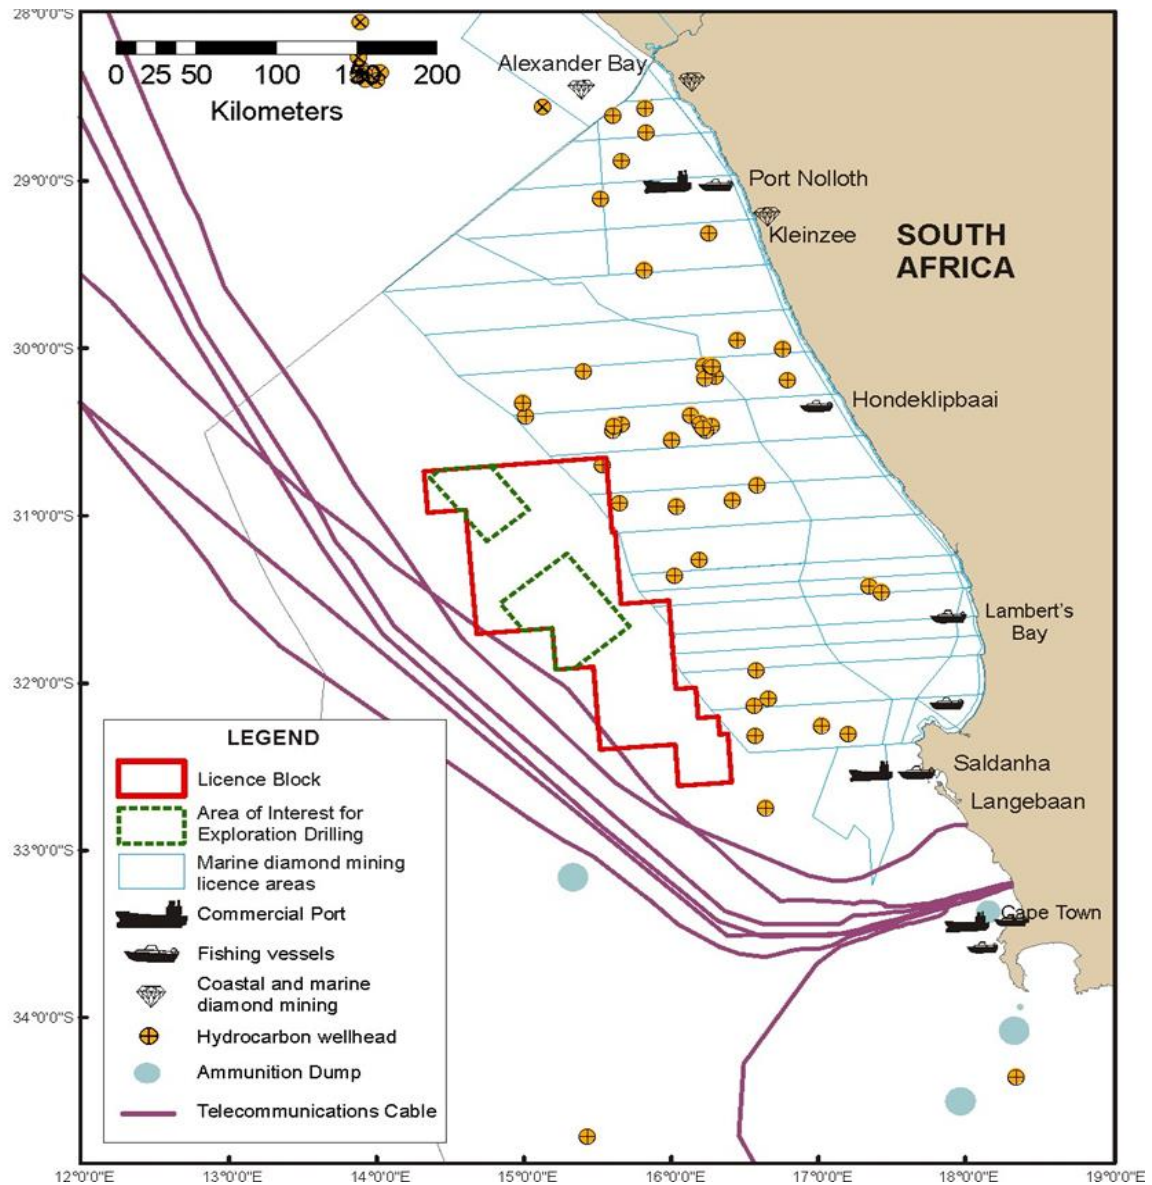 28°0'0"S
Alexander Bay
0 25 50 100 150 200
Kilometers
29°0'0"S
Port Nolloth
Kleinzee
SOUTH
AFRICA
30°0'0"S
Hondeklipbaai
31°0'0"S
Lambert's
Bay
32°0'0"S
LEGEND
Licence Block
Area of Interest for
Exploration Drilling
Marine diamond mining
licence areas
Commercial Port
Fishing vessels
Coastal and marine
diamond mining
Hydrocarbon wellhead
Ammunition Dump
Telecommunications Cable
Saldanha
Langebaan
33°0'0"S
Cape Town
34°0'0"S
12°0'0"E 13°0'0"E 14°0'0"E 15°0'0"E 16°0'0"E 17°0'0"E 18°0'0"E 19°0'0"E